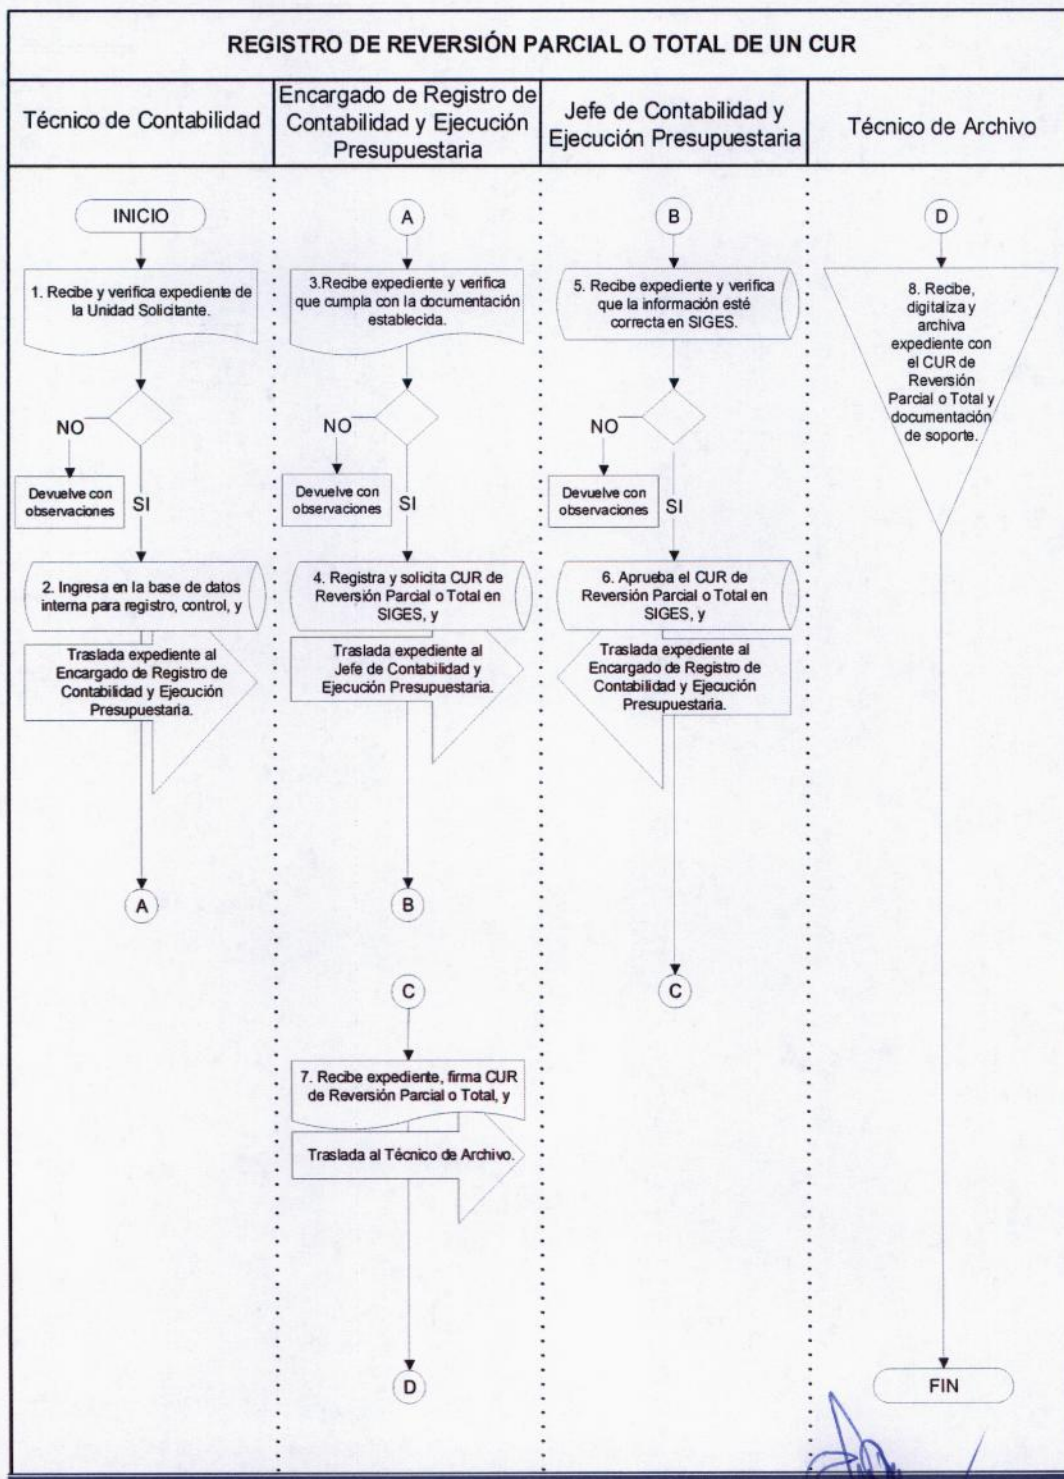 REGISTRO DE REVERSIÓN PARCIAL O TOTAL DE UN CUR
Técnico de Contabilidad
Encargado de Registro de
Contabilidad y Ejecución
Presupuestaria
Jefe de Contabilidad y
Ejecución Presupuestaria
Técnico de Archivo
INICIO
1. Recibe y verifica expediente de
la Unidad Solicitante.
NO
Devuelve con
observaciones
SI
2. Ingresa en la base de datos
interna para registro, control, y
Traslada expediente al
Encargado de Registro de
Contabilidad y Ejecución
Presupuestaria.
A
A
3.Recibe expediente y verifica
que cumpla con la documentación
establecida.
NO
Devuelve con
observaciones
SI
4. Registra y solicita CUR de
Reversión Parcial o Total en
SIGES, y
Traslada expediente al
Jefe de Contabilidad y
Ejecución Presupuestaria.
B
C
7. Recibe expediente, firma CUR
de Reversión Parcial o Total, y
Traslada al Técnico de Archivo.
D
B
5. Recibe expediente y verifica
que la información esté
correcta en SIGES.
NO
Devuelve con
observaciones
SI
6. Aprueba el CUR de
Reversión Parcial o Total en
SIGES, y
Traslada expediente al
Encargado de Registro de
Contabilidad y Ejecución
Presupuestaria.
C
D
8. Recibe,
digitaliza y
archiva
expediente con
el CUR de
Reversión
Parcial o Total y
documentación
de soporte.
FIN